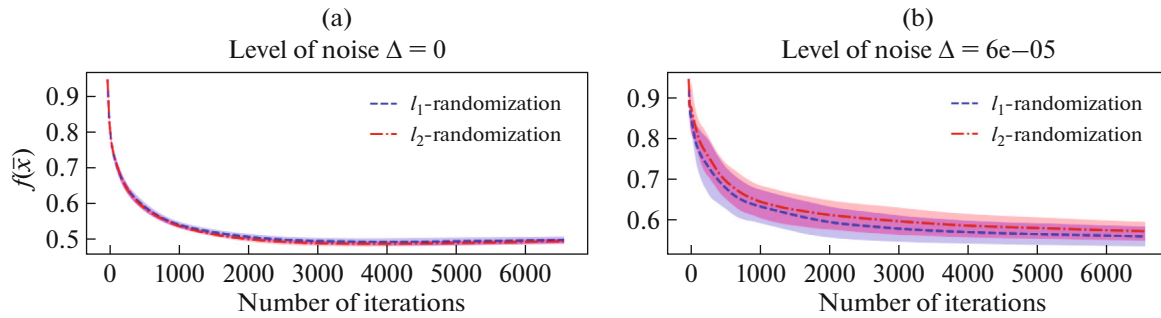 (a)
Level of noise Δ = 0
f(x̄)
0.9
0.8
0.7
0.6
0.5
l₁-randomization
l₂-randomization
0 1000 2000 3000 4000 5000 6000
Number of iterations
(b)
Level of noise Δ = 6e–05
0.9
0.8
0.7
0.6
l₁-randomization
l₂-randomization
0 1000 2000 3000 4000 5000 6000
Number of iterations